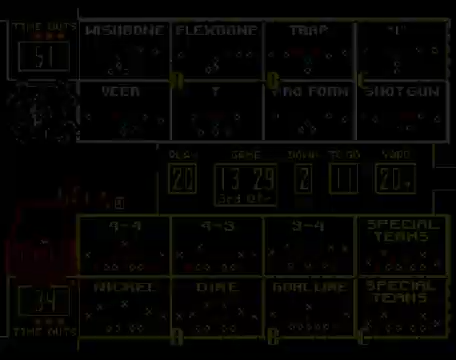 TIME OUTS
51
WISHBONE FLEXBONE TRAP "I"
A B C
VEER T PRO FORM SHOTGUN
PLAY GAME DOWN TO GO YARD
20 13 29 2 11 20
3rd Qtr
4-4 4-3 3-4 SPECIAL TEAMS
NICKEL DIME GOALLINE SPECIAL TEAMS
34
TIME OUTS
A B C